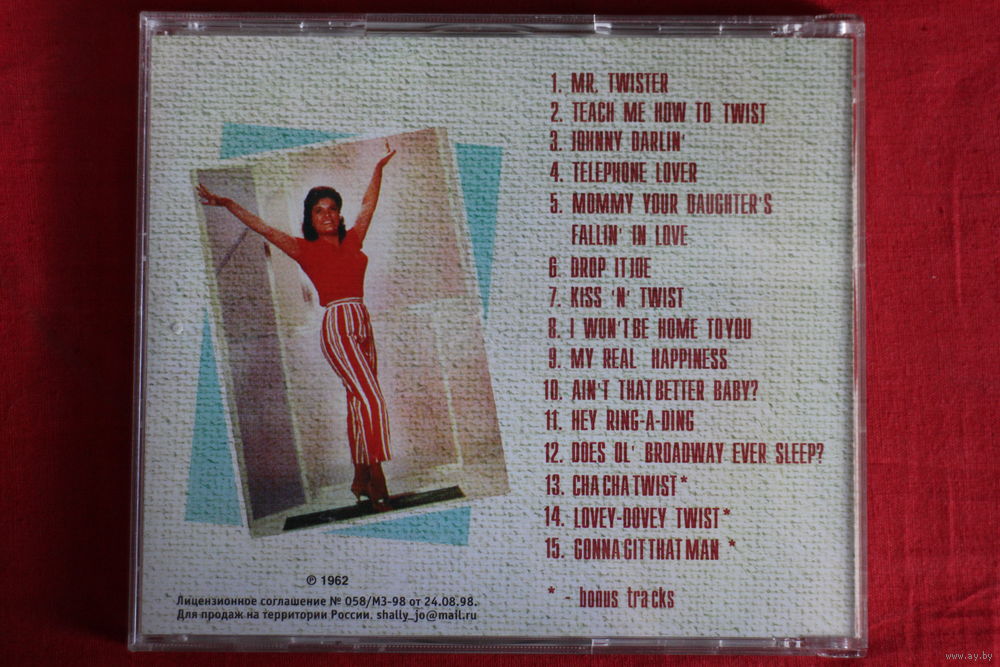 1. MR. TWISTER
2. TEACH ME HOW TO TWIST
3. JOHNNY DARLIN'
4. TELEPHONE LOVER
5. MOMMY YOUR DAUGHTER'S
FALLIN' IN LOVE
6. DROP IT JOE
7. KISS 'N' TWIST
8. I WON'T BE HOME TO YOU
9. MY REAL HAPPINESS
10. AIN'T THAT BETTER BABY?
11. HEY RING-A-DING
12. DOES OL' BROADWAY EVER SLEEP?
13. CHA CHA TWIST*
14. LOVEY-DOVEY TWIST*
15. GONNA GIT THAT MAN *
* - bonus tracks
℗ 1962
Лицензионное соглашение № 058/МЗ-98 от 24.08.98.
Для продаж на территории России. shally_jo@mail.ru
www.ay.by